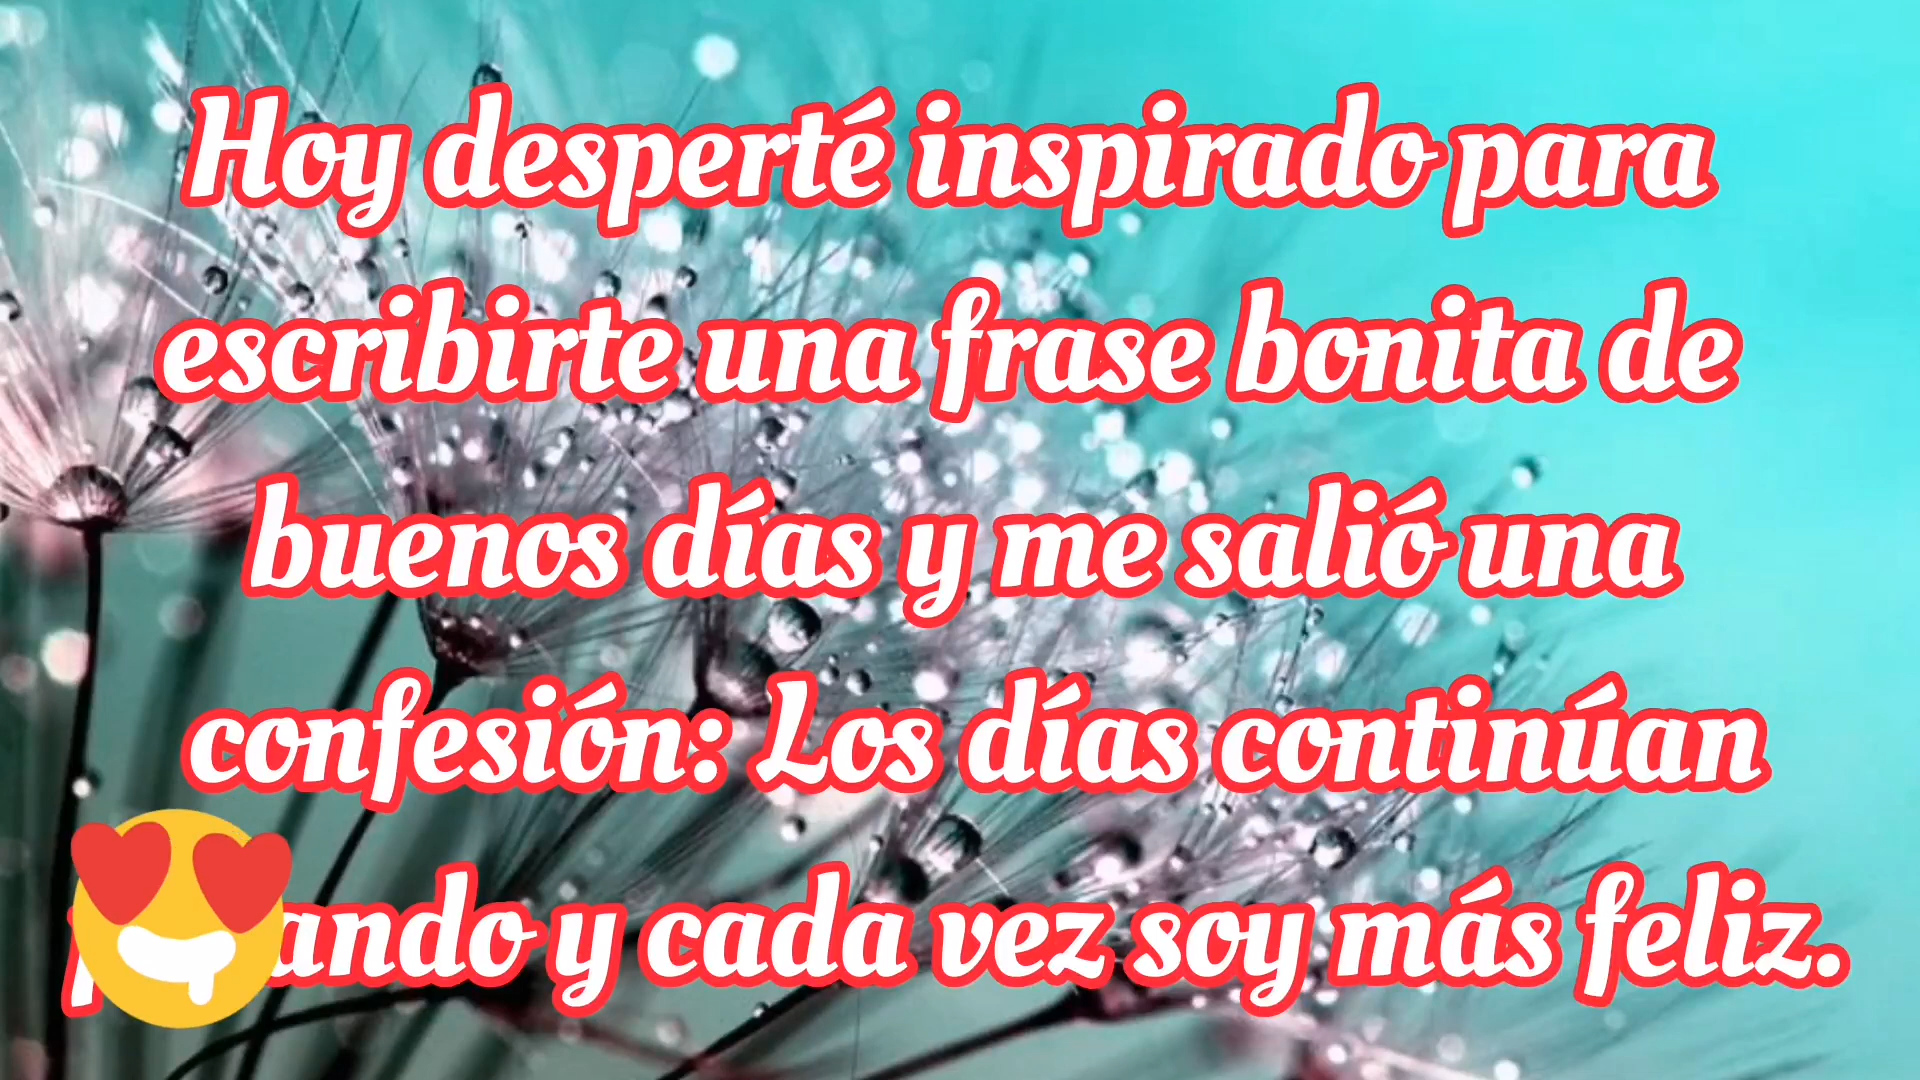 Hoy desperté inspirado para
escribirte una frase bonita de
buenos días y me salió una
confesión: Los días continúan
y cada vez soy más feliz.